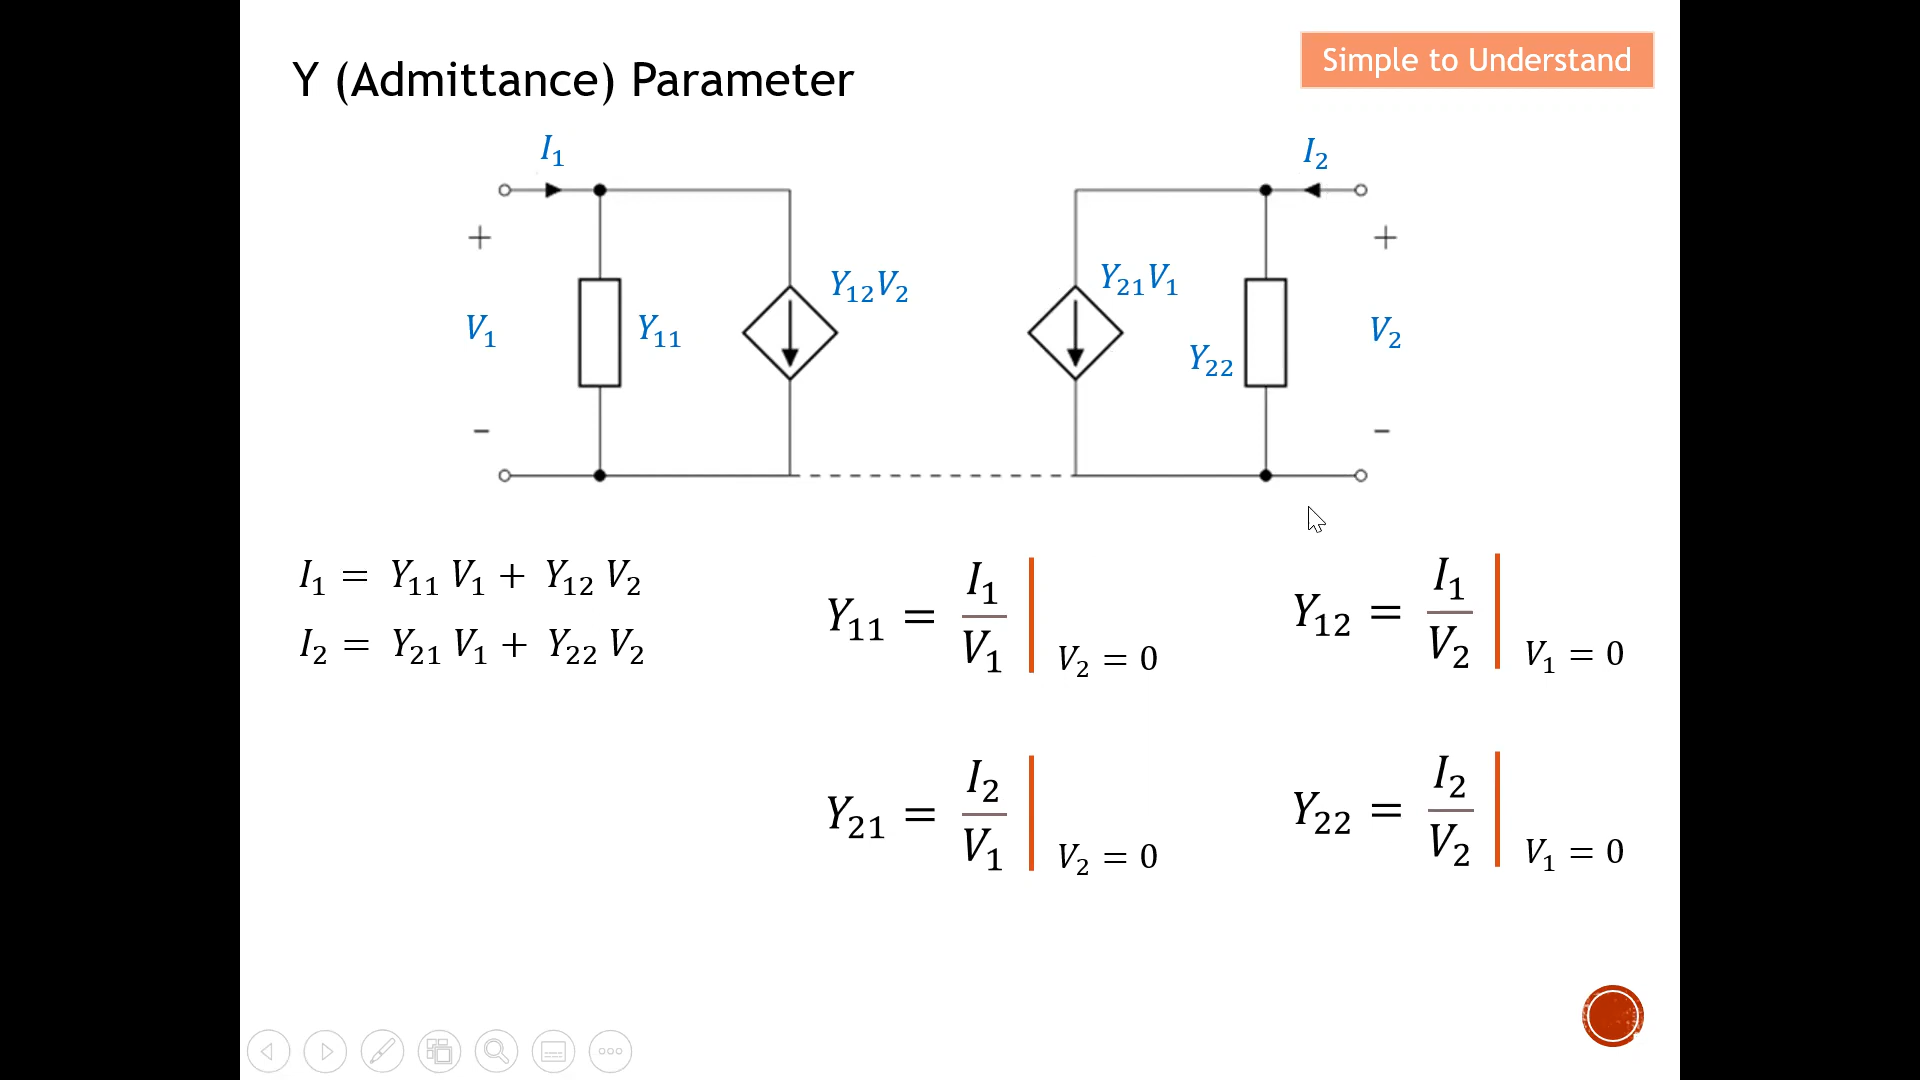 Y (Admittance) Parameter
Simple to Understand
I₁
I₂
+
+
Y₁₂V₂
Y₂₁V₁
V₁
Y₁₁
Y₂₂
V₂
−
−
I₁ = Y₁₁ V₁ + Y₁₂ V₂
I₂ = Y₂₁ V₁ + Y₂₂ V₂
Y₁₁ = I₁/V₁ | V₂ = 0
Y₁₂ = I₁/V₂ | V₁ = 0
Y₂₁ = I₂/V₁ | V₂ = 0
Y₂₂ = I₂/V₂ | V₁ = 0